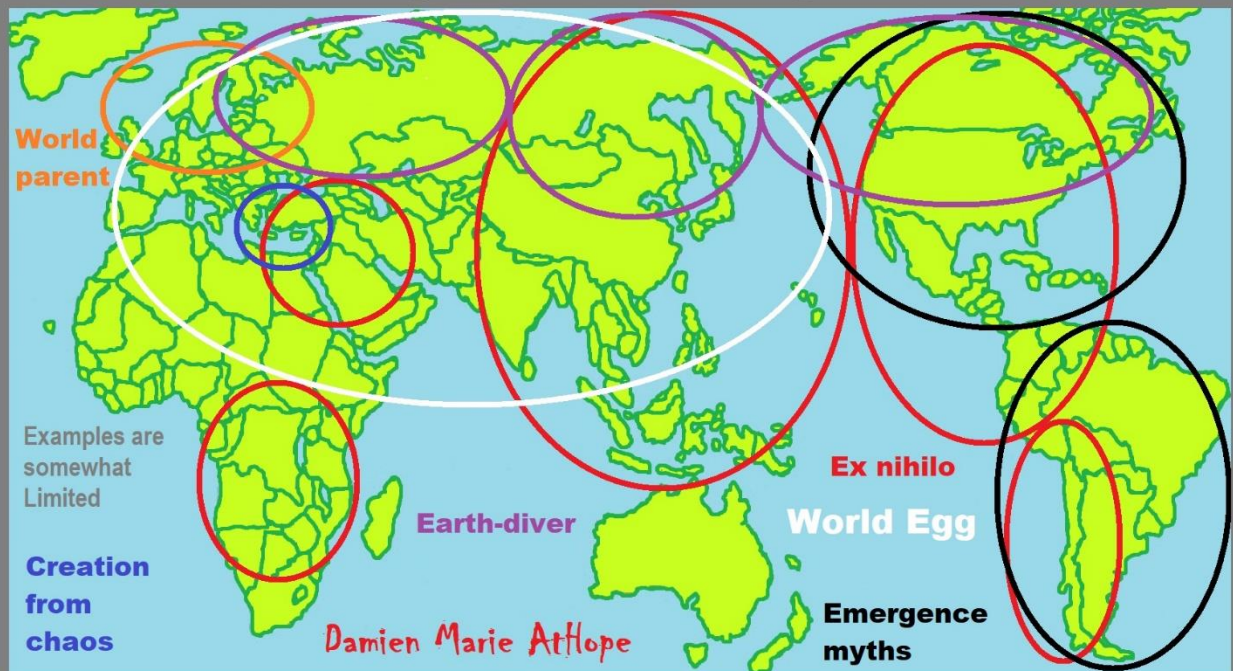 World
parent
Examples are
somewhat
Limited
Creation
from
chaos
Earth-diver
Damien Marie AtHope
Ex nihilo
World Egg
Emergence
myths